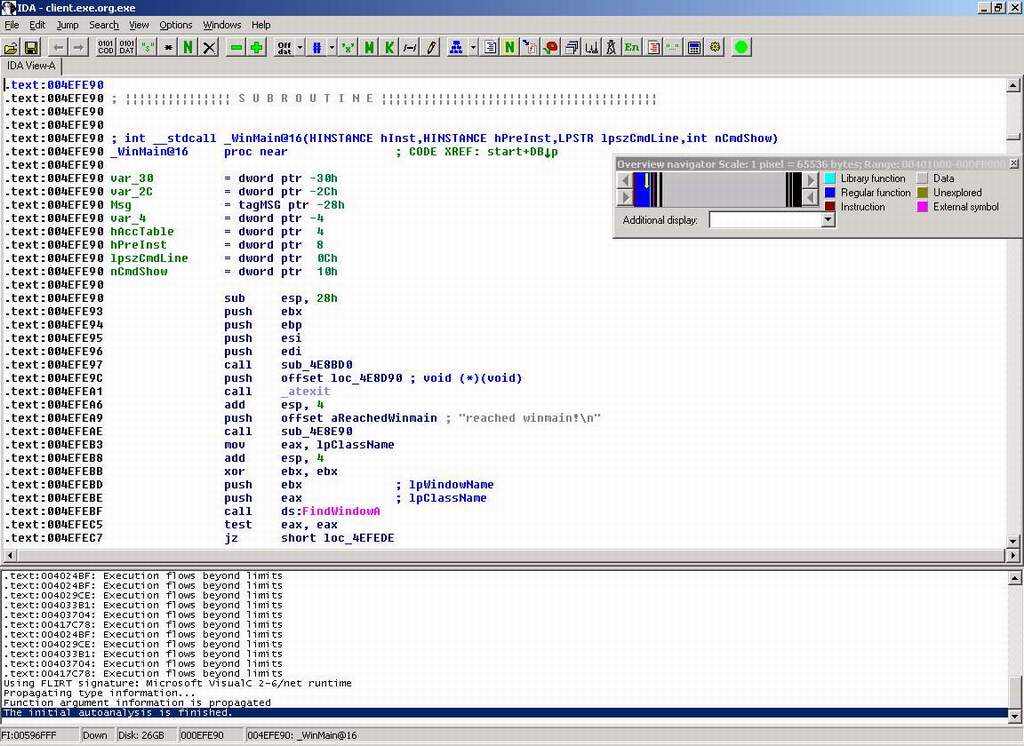 IDA - client.exe.org.exe
File Edit Jump Search View Options Windows Help
IDA View-A
.text:004EFE90
.text:004EFE90 ; ¦¦¦¦¦¦¦¦¦¦¦¦¦¦¦ S U B R O U T I N E ¦¦¦¦¦¦¦¦¦¦¦¦¦¦¦¦¦¦¦¦¦¦¦¦¦¦¦¦¦¦¦¦¦¦¦¦¦¦¦
.text:004EFE90
.text:004EFE90
.text:004EFE90 ; int __stdcall _WinMain@16(HINSTANCE hInst,HINSTANCE hPreInst,LPSTR lpszCmdLine,int nCmdShow)
.text:004EFE90 _WinMain@16 proc near ; CODE XREF: start+DB↓p
.text:004EFE90
.text:004EFE90 var_30 = dword ptr -30h
.text:004EFE90 var_2C = dword ptr -2Ch
.text:004EFE90 Msg = tagMSG ptr -28h
.text:004EFE90 var_4 = dword ptr -4
.text:004EFE90 hAccTable = dword ptr 4
.text:004EFE90 hPreInst = dword ptr 8
.text:004EFE90 lpszCmdLine = dword ptr 0Ch
.text:004EFE90 nCmdShow = dword ptr 10h
.text:004EFE90
.text:004EFE90 sub esp, 28h
.text:004EFE93 push ebx
.text:004EFE94 push ebp
.text:004EFE95 push esi
.text:004EFE96 push edi
.text:004EFE97 call sub_4E8BD0
.text:004EFE9C push offset loc_4E8D90 ; void (*)(void)
.text:004EFEA1 call _atexit
.text:004EFEA6 add esp, 4
.text:004EFEA9 push offset aReachedWinmain ; "reached winmain!\n"
.text:004EFEAE call sub_4E8E90
.text:004EFEB3 mov eax, lpClassName
.text:004EFEB8 add esp, 4
.text:004EFEBB xor ebx, ebx
.text:004EFEBD push ebx ; lpWindowName
.text:004EFEBE push eax ; lpClassName
.text:004EFEBF call ds:FindWindowA
.text:004EFEC5 test eax, eax
.text:004EFEC7 jz short loc_4EFEDE
Overview navigator Scale: 1 pixel = 65536 bytes; Range: 00401000-
Library function Data
Regular function Unexplored
Instruction External symbol
Additional display:
.text:004024BF: Execution flows beyond limits
.text:004024BF: Execution flows beyond limits
.text:004029CE: Execution flows beyond limits
.text:004033B1: Execution flows beyond limits
.text:00403704: Execution flows beyond limits
.text:00417C78: Execution flows beyond limits
.text:004024BF: Execution flows beyond limits
.text:004029CE: Execution flows beyond limits
.text:004033B1: Execution flows beyond limits
.text:00403704: Execution flows beyond limits
.text:00417C78: Execution flows beyond limits
Using FLIRT signature: Microsoft VisualC 2-6/net runtime
Propagating type information...
Function argument information is propagated
The initial autoanalysis is finished.
FI:00596FFF Down Disk: 26GB 000EFE90 004EFE90: _WinMain@16